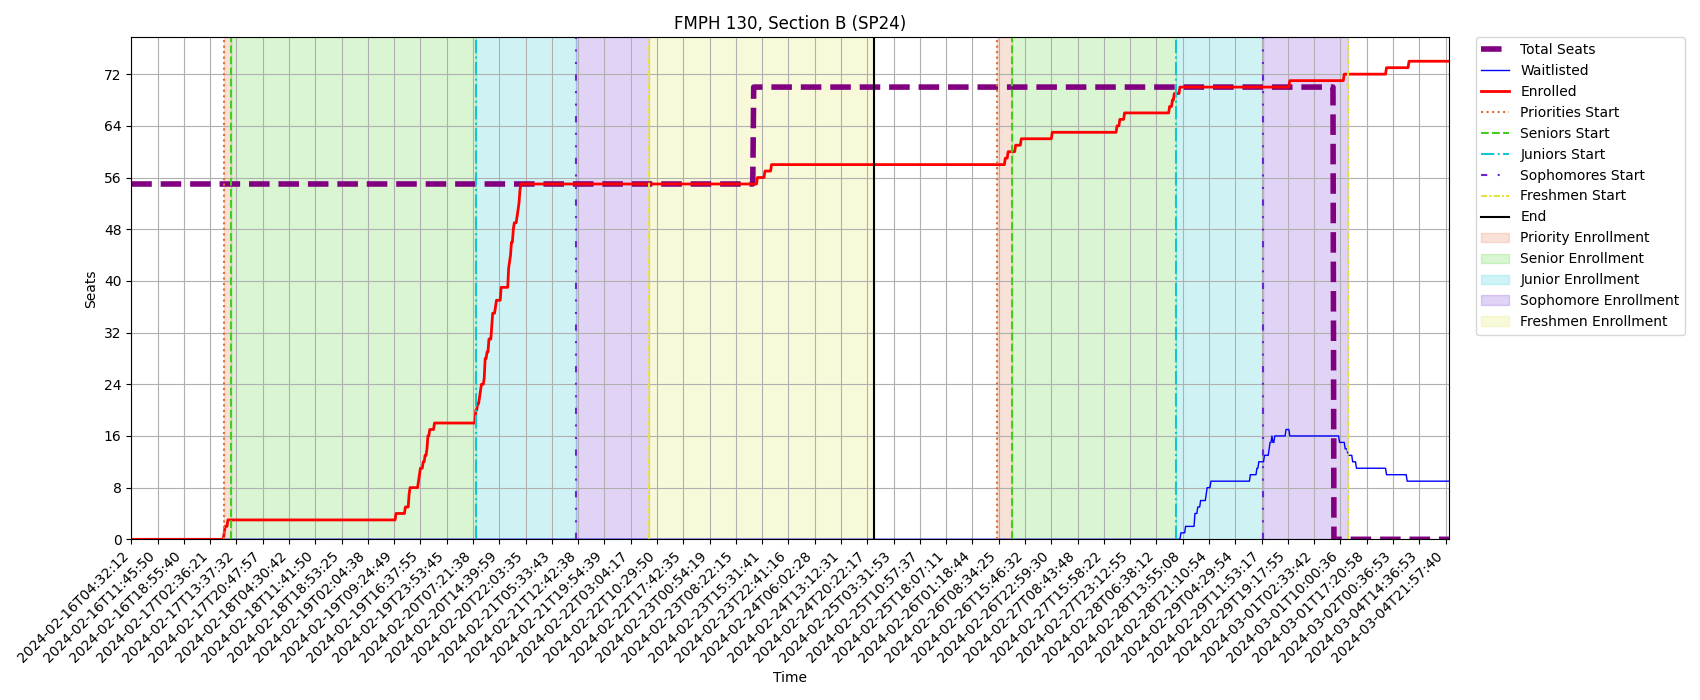 FMPH 130, Section B (SP24)
Seats
72
64
56
48
40
32
24
16
8
0
2024-02-16T04:32:12
2024-02-16T11:45:50
2024-02-16T18:55:40
2024-02-17T02:36:21
2024-02-17T13:37:32
2024-02-17T20:47:57
2024-02-18T04:30:42
2024-02-18T11:41:50
2024-02-18T18:53:25
2024-02-19T02:04:38
2024-02-19T09:24:49
2024-02-19T16:37:55
2024-02-19T23:53:45
2024-02-20T07:21:38
2024-02-20T14:39:59
2024-02-20T22:03:35
2024-02-21T05:33:43
2024-02-21T12:42:38
2024-02-21T19:54:39
2024-02-22T03:04:17
2024-02-22T10:29:50
2024-02-22T17:42:35
2024-02-23T00:54:19
2024-02-23T08:22:15
2024-02-23T15:31:41
2024-02-23T22:41:16
2024-02-24T06:02:28
2024-02-24T13:12:31
2024-02-24T20:22:17
2024-02-25T03:31:53
2024-02-25T10:57:37
2024-02-25T18:07:11
2024-02-26T01:18:44
2024-02-26T08:34:25
2024-02-26T15:46:32
2024-02-26T22:59:30
2024-02-27T08:43:48
2024-02-27T15:58:22
2024-02-27T23:12:55
2024-02-28T06:38:12
2024-02-28T13:55:08
2024-02-28T21:10:54
2024-02-29T04:29:54
2024-02-29T11:53:17
2024-02-29T19:17:55
2024-03-01T02:33:42
2024-03-01T10:00:36
2024-03-01T17:20:58
2024-03-02T00:36:53
2024-03-04T14:36:53
2024-03-04T21:57:40
Time
Total Seats
Waitlisted
Enrolled
Priorities Start
Seniors Start
Juniors Start
Sophomores Start
Freshmen Start
End
Priority Enrollment
Senior Enrollment
Junior Enrollment
Sophomore Enrollment
Freshmen Enrollment